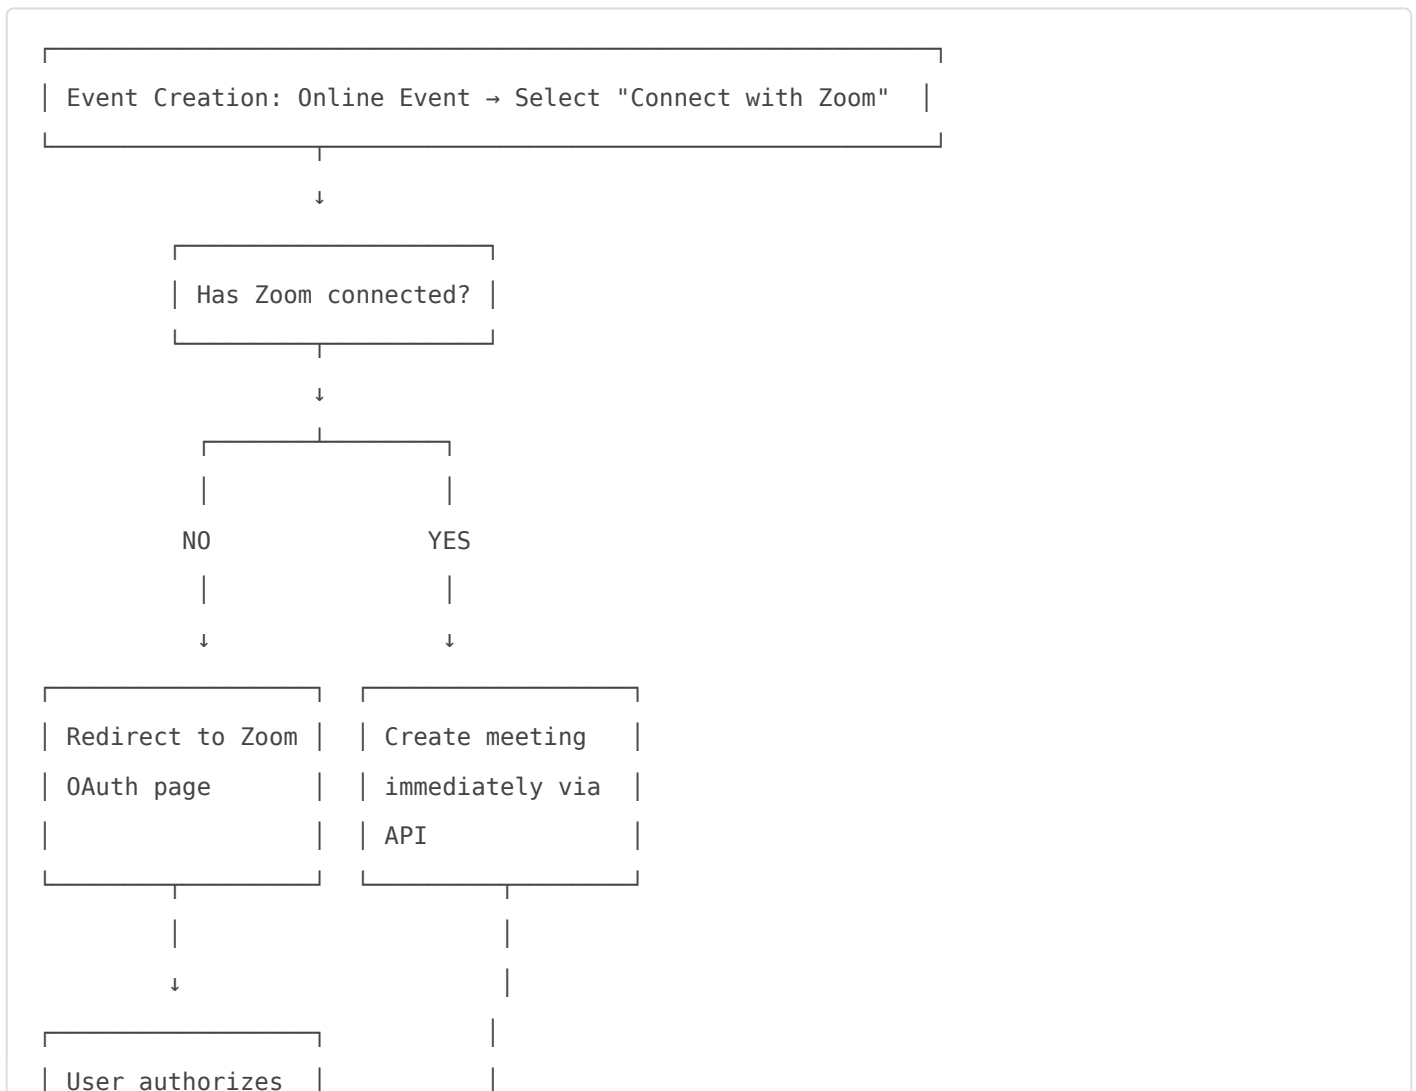 Event Creation: Online Event → Select "Connect with Zoom"
↓
Has Zoom connected?
↓
NO YES
↓ ↓
Redirect to Zoom Create meeting
OAuth page immediately via
API
↓
User authorizes